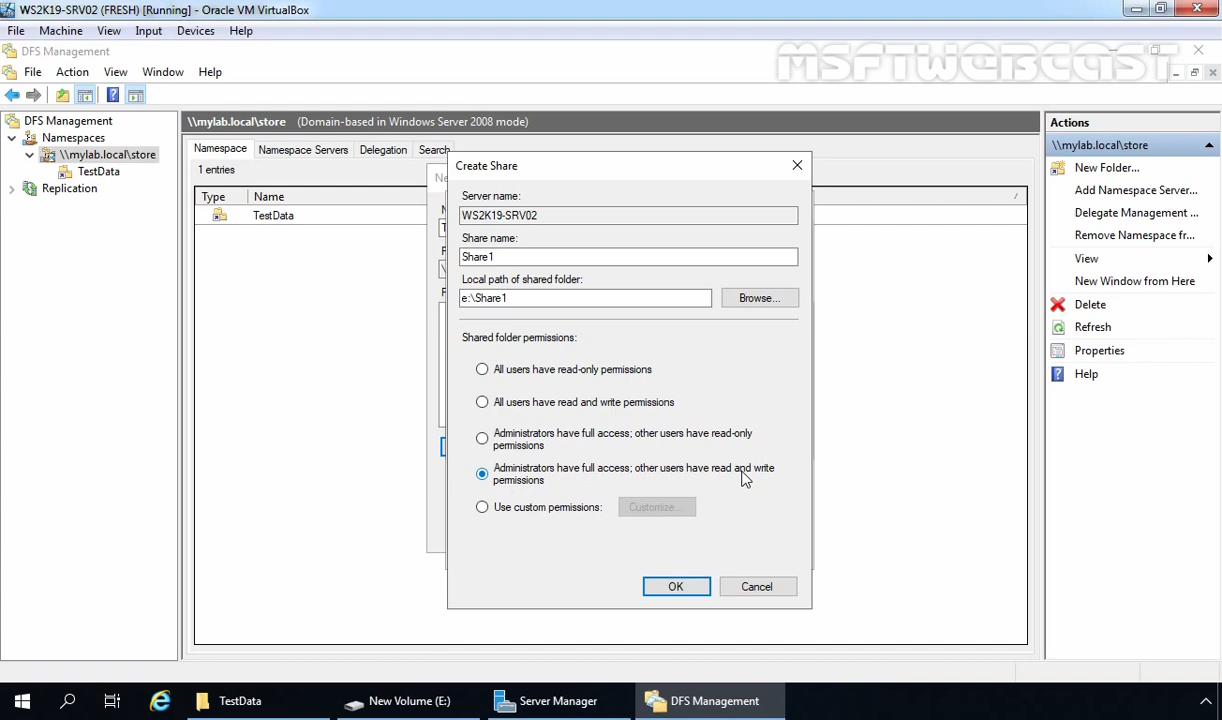 WS2K19-SRV02 (FRESH) [Running] - Oracle VM VirtualBox
File Machine View Input Devices Help
DFS Management
MSFTWEBCAST
File Action View Window Help
DFS Management
Namespaces
\\mylab.local\store
TestData
Replication
\\mylab.local\store (Domain-based in Windows Server 2008 mode)
Namespace Namespace Servers Delegation Search
1 entries
Type Name
TestData
Create Share
Server name:
WS2K19-SRV02
Share name:
Share1
Local path of shared folder:
e:\Share1
Browse...
Shared folder permissions:
All users have read-only permissions
All users have read and write permissions
Administrators have full access; other users have read-only
permissions
Administrators have full access; other users have read and write
permissions
Use custom permissions:
Customize...
OK Cancel
Actions
\\mylab.local\store
New Folder...
Add Namespace Server...
Delegate Management ...
Remove Namespace fr...
View
New Window from Here
Delete
Refresh
Properties
Help
TestData New Volume (E:) Server Manager DFS Management